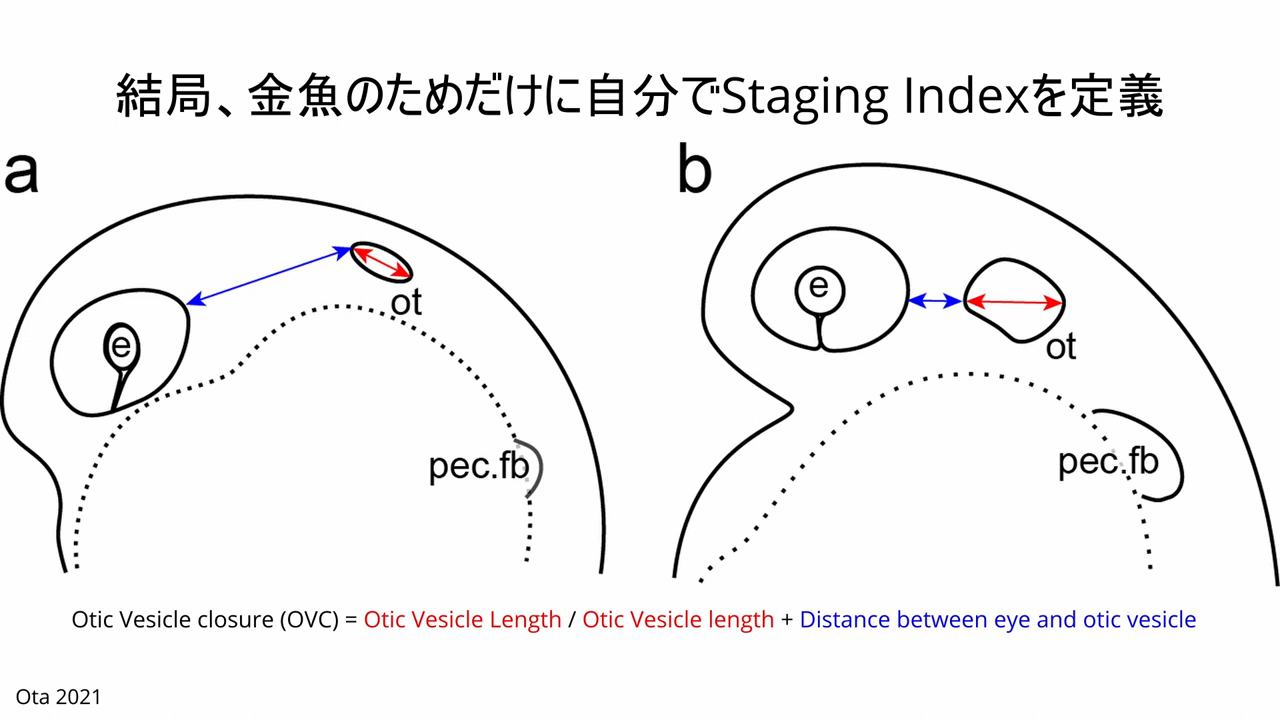 結局、金魚のためだけに自分でStaging Indexを定義
a
b
e
ot
pec.fb
e
ot
pec.fb
Otic Vesicle closure (OVC) = Otic Vesicle Length / Otic Vesicle length + Distance between eye and otic vesicle
Ota 2021